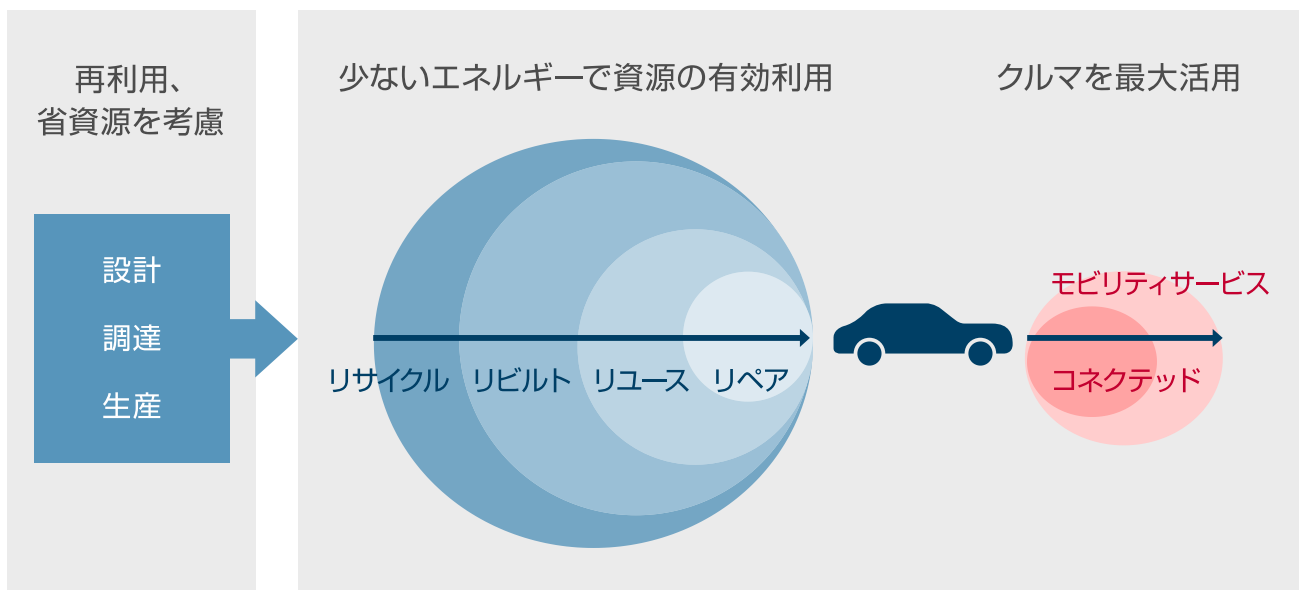 再利用、
省資源を考慮
設計
調達
生産
少ないエネルギーで資源の有効利用
リサイクル
リビルト
リユース
リペア
クルマを最大活用
モビリティサービス
コネクテッド